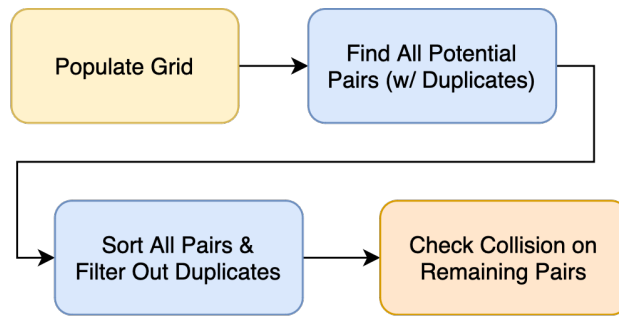 Populate Grid
Find All Potential
Pairs (w/ Duplicates)
Sort All Pairs &
Filter Out Duplicates
Check Collision on
Remaining Pairs